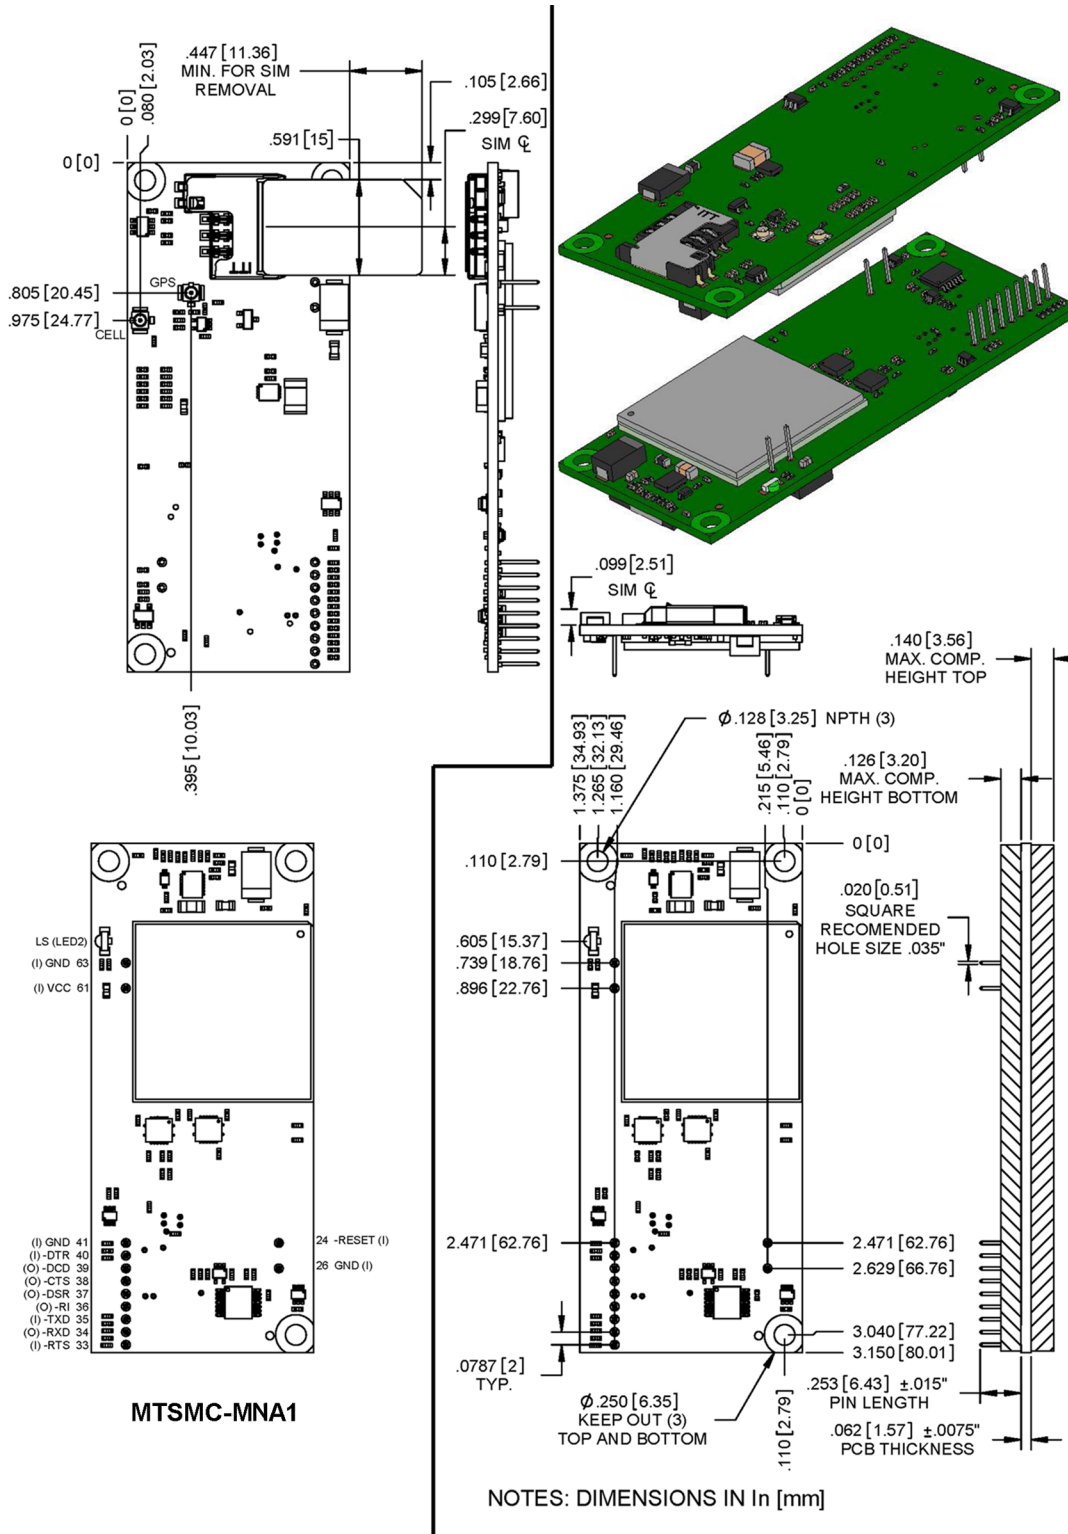 .447 [11.36]
MIN. FOR SIM
REMOVAL
0 [0]
.080 [2.03]
.105 [2.66]
.299 [7.60]
SIM ℄
.591 [15]
0 [0]
.805 [20.45]
GPS
.975 [24.77]
CELL
.395 [10.03]
ITT
.099 [2.51]
SIM ℄
.140 [3.56]
MAX. COMP.
HEIGHT TOP
Ø.128 [3.25] NPTH (3)
.126 [3.20]
MAX. COMP.
HEIGHT BOTTOM
1.375 [34.93]
1.265 [32.13]
1.160 [29.46]
.215 [5.46]
.110 [2.79]
0 [0]
0 [0]
.110 [2.79]
.020 [0.51]
SQUARE
RECOMENDED
HOLE SIZE .035"
.605 [15.37]
.739 [18.76]
.896 [22.76]
LS (LED2)
(I) GND 63
(I) VCC 61
(I) GND 41
(I) -DTR 40
(O) -DCD 39
(O) -CTS 38
(O) -DSR 37
(O) -RI 36
(I) -TXD 35
(O) -RXD 34
(I) -RTS 33
24 -RESET (I)
26 GND (I)
2.471 [62.76]
2.471 [62.76]
2.629 [66.76]
3.040 [77.22]
3.150 [80.01]
.0787 [2]
TYP.
.253 [6.43] ±.015"
PIN LENGTH
Ø.250 [6.35]
KEEP OUT (3)
TOP AND BOTTOM
.110 [2.79]
.062 [1.57] ±.0075"
PCB THICKNESS
MTSMC-MNA1
NOTES: DIMENSIONS IN In [mm]